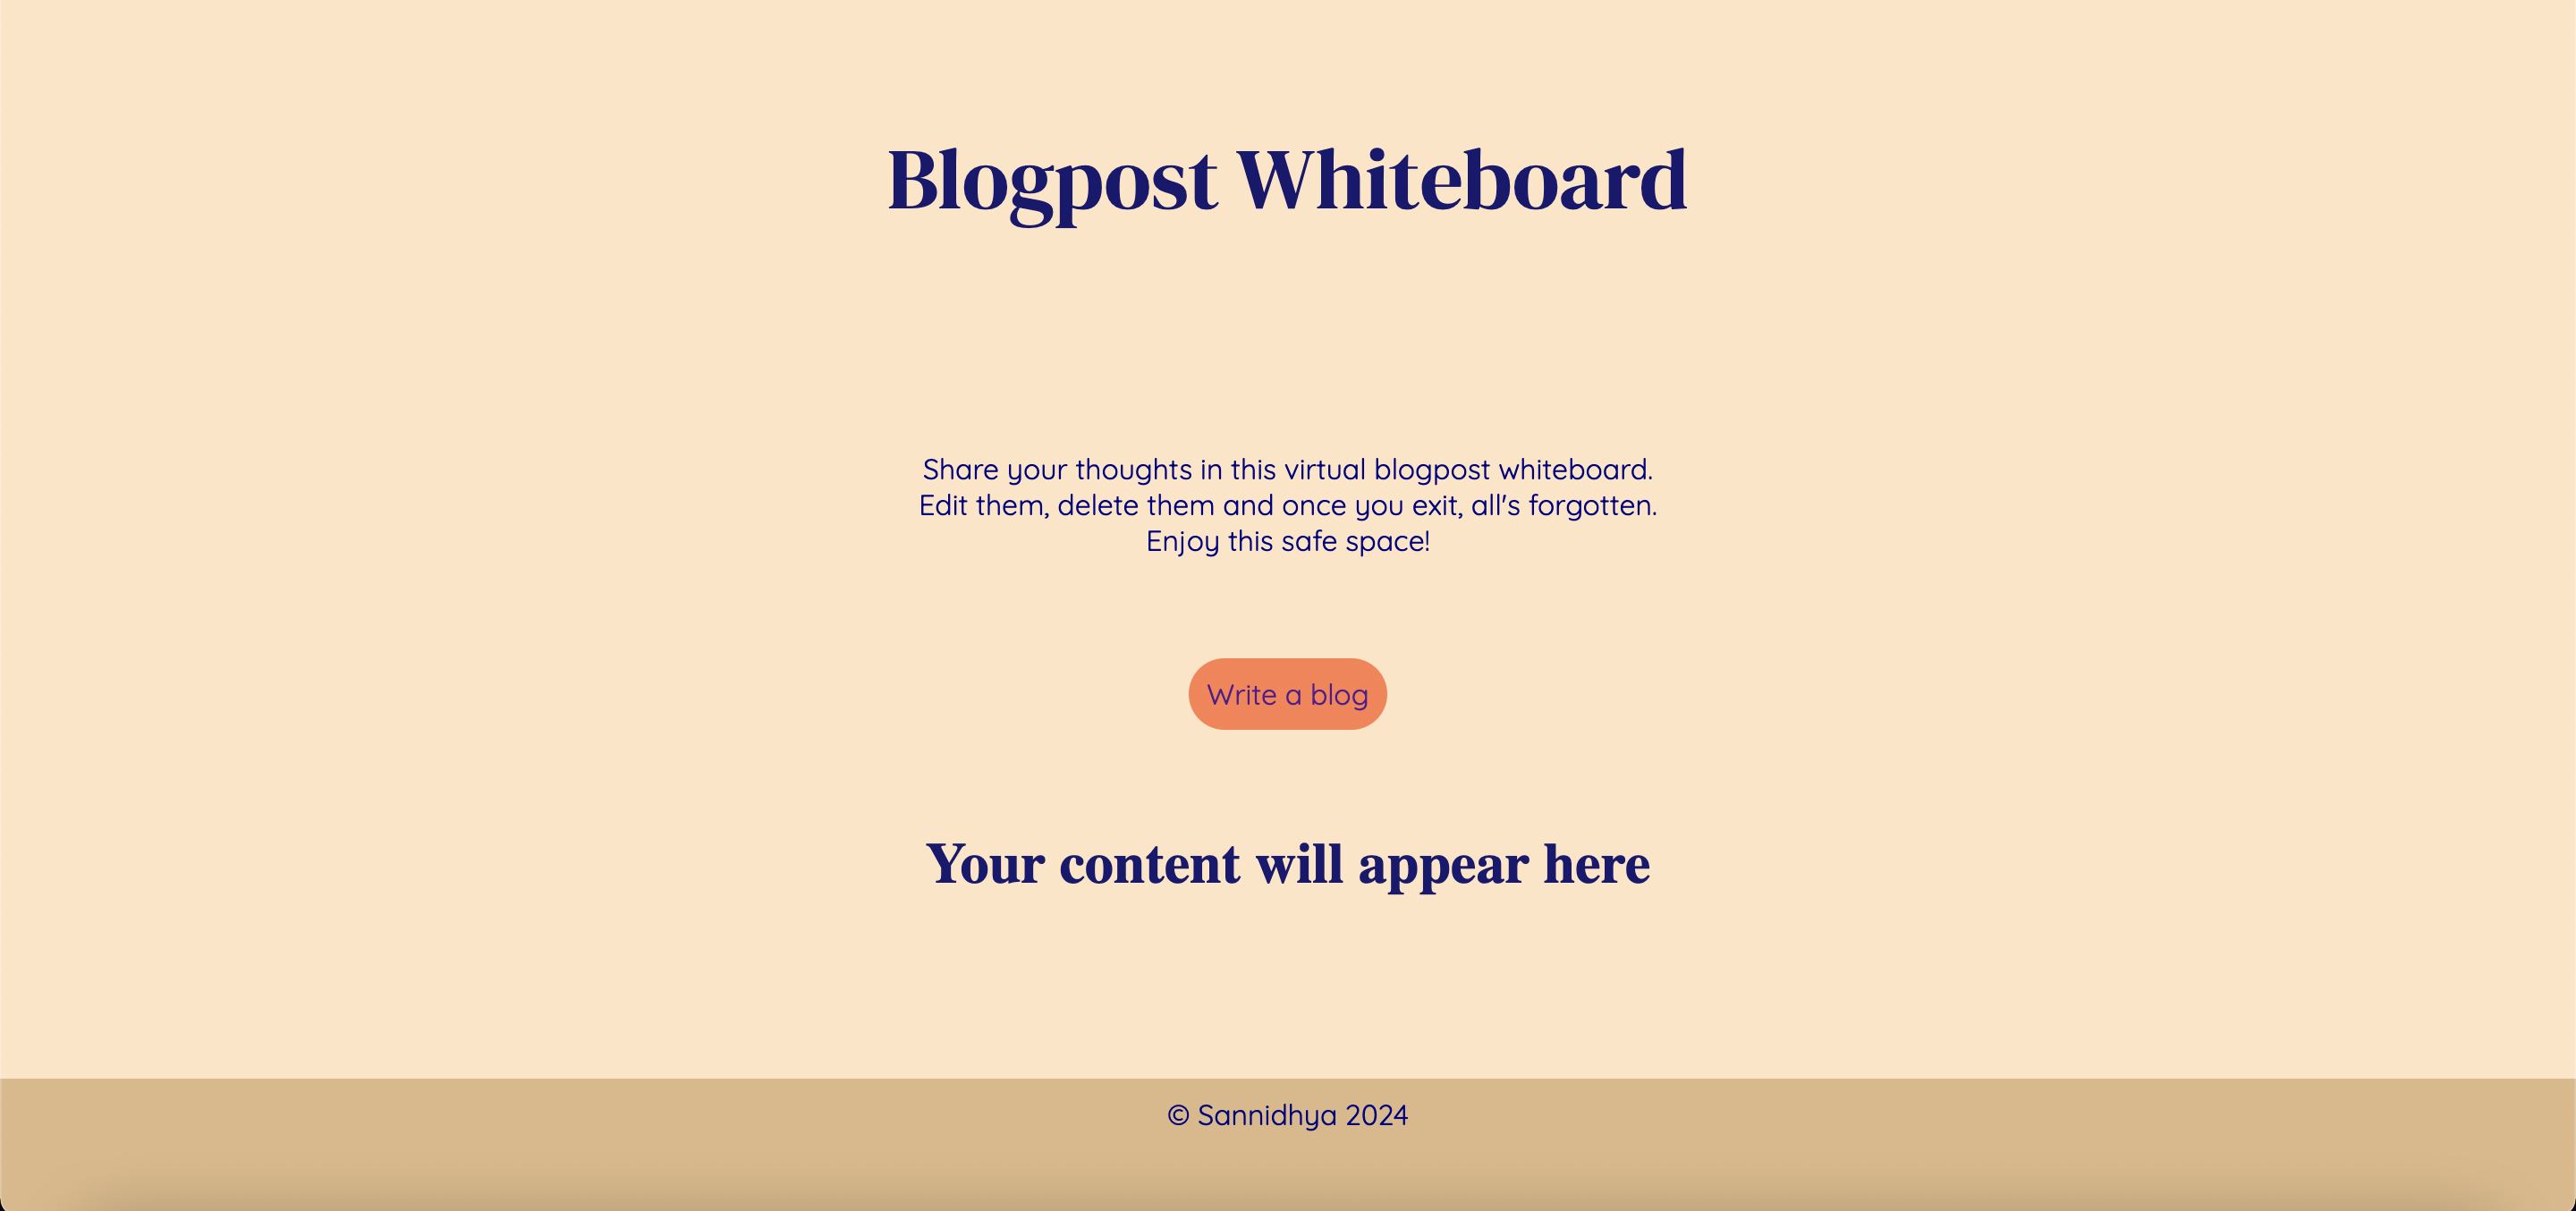 Blogpost Whiteboard
Share your thoughts in this virtual blogpost whiteboard.
Edit them, delete them and once you exit, all's forgotten.
Enjoy this safe space!
Write a blog
Your content will appear here
© Sannidhya 2024